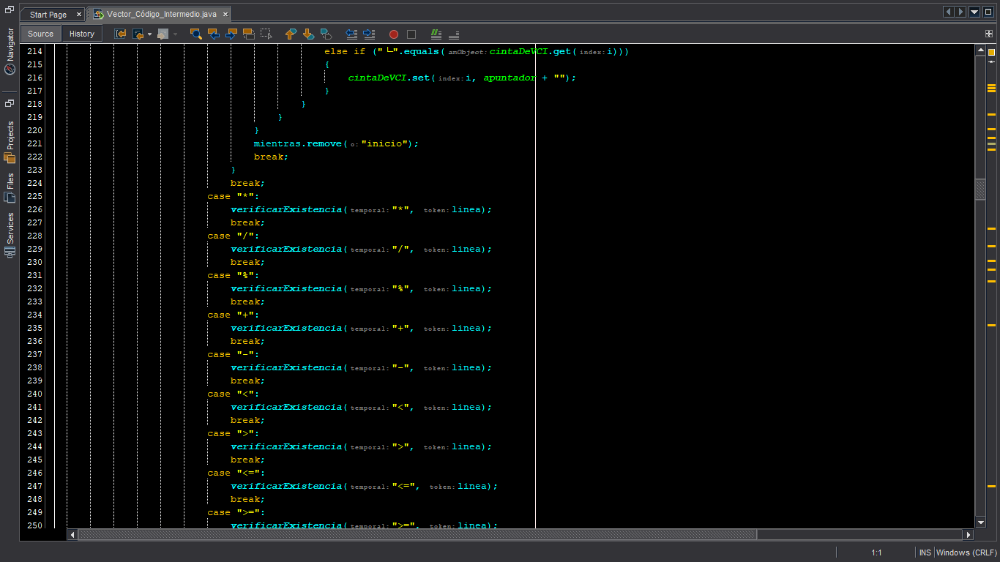 Start Page
Vector_Código_Intermedio.java
Source
History
Navigator
Projects
Files
Services
214 else if (" └".equals(anObject: cintaDeVCI.get(index: i)))
215 {
216 cintaDeVCI.set(index: i, apuntador + "");
217 }
218 }
219 }
220 }
221 mientras.remove(o: "inicio");
222 break;
223 }
224 break;
225 case "*":
226 verificarExistencia(temporal: "*", token: linea);
227 break;
228 case "/":
229 verificarExistencia(temporal: "/", token: linea);
230 break;
231 case "%":
232 verificarExistencia(temporal: "%", token: linea);
233 break;
234 case "+":
235 verificarExistencia(temporal: "+", token: linea);
236 break;
237 case "-":
238 verificarExistencia(temporal: "-", token: linea);
239 break;
240 case "<":
241 verificarExistencia(temporal: "<", token: linea);
242 break;
243 case ">":
244 verificarExistencia(temporal: ">", token: linea);
245 break;
246 case "<=":
247 verificarExistencia(temporal: "<=", token: linea);
248 break;
249 case ">=":
250 verificarExistencia(temporal: ">=", token: linea);
1:1
INS
Windows (CRLF)